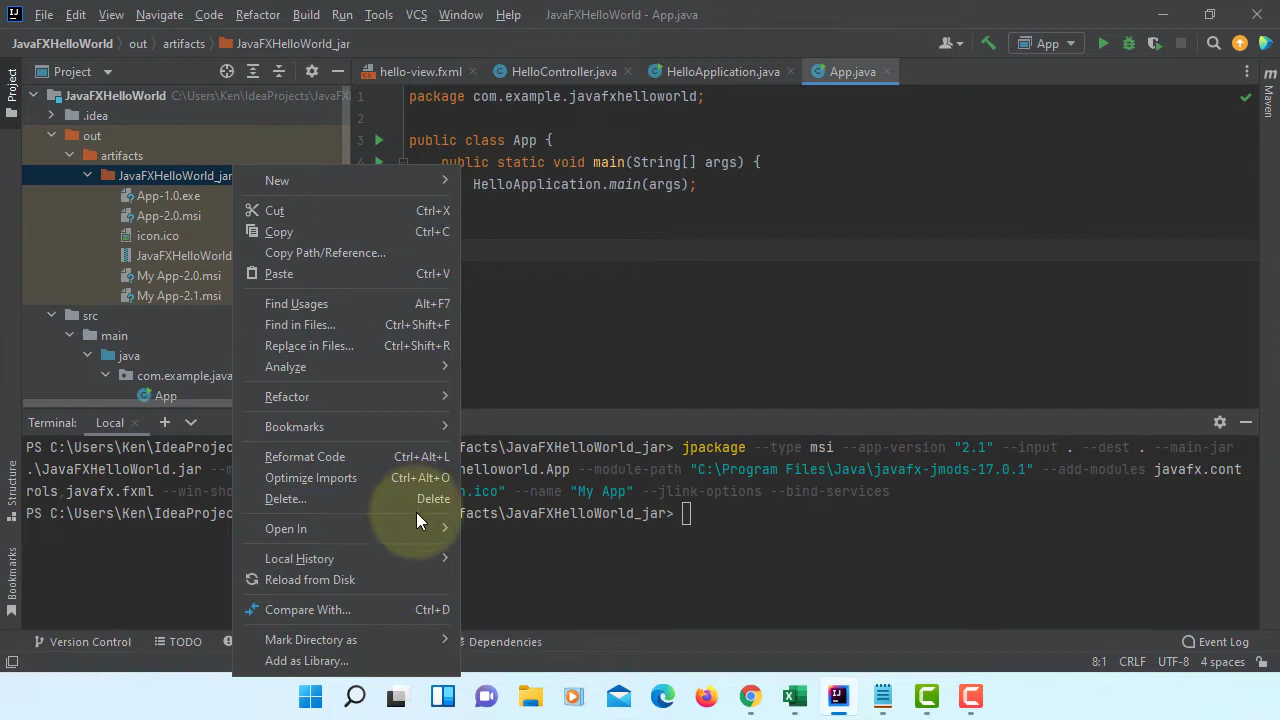 File Edit View Navigate Code Refactor Build Run Tools VCS Window Help JavaFXHelloWorld - App.java
JavaFXHelloWorld out artifacts JavaFXHelloWorld_jar App
Project hello-view.fxml HelloController.java HelloApplication.java App.java
Project
Maven
Structure
Bookmarks
JavaFXHelloWorld C:\Users\Ken\IdeaProjects\JavaFX
.idea
out
artifacts
JavaFXHelloWorld_jar
App-1.0.exe
App-2.0.msi
icon.ico
JavaFXHelloWorld
My App-2.0.msi
My App-2.1.msi
src
main
java
com.example.java
App
1 package com.example.javafxhelloworld;
2
3 public class App {
4 public static void main(String[] args) {
HelloApplication.main(args);
New
Cut Ctrl+X
Copy Ctrl+C
Copy Path/Reference...
Paste Ctrl+V
Find Usages Alt+F7
Find in Files... Ctrl+Shift+F
Replace in Files... Ctrl+Shift+R
Analyze
Refactor
Bookmarks
Reformat Code Ctrl+Alt+L
Optimize Imports Ctrl+Alt+O
Delete... Delete
Open In
Local History
Reload from Disk
Compare With... Ctrl+D
Mark Directory as
Add as Library...
Terminal: Local
PS C:\Users\Ken\IdeaProjec facts\JavaFXHelloWorld_jar> jpackage --type msi --app-version "2.1" --input . --dest . --main-jar
.\JavaFXHelloWorld.jar --m helloworld.App --module-path "C:\Program Files\Java\javafx-jmods-17.0.1" --add-modules javafx.cont
rols,javafx.fxml --win-sho n.ico" --name "My App" --jlink-options --bind-services
PS C:\Users\Ken\IdeaProjec facts\JavaFXHelloWorld_jar>
Version Control TODO Dependencies Event Log
8:1 CRLF UTF-8 4 spaces